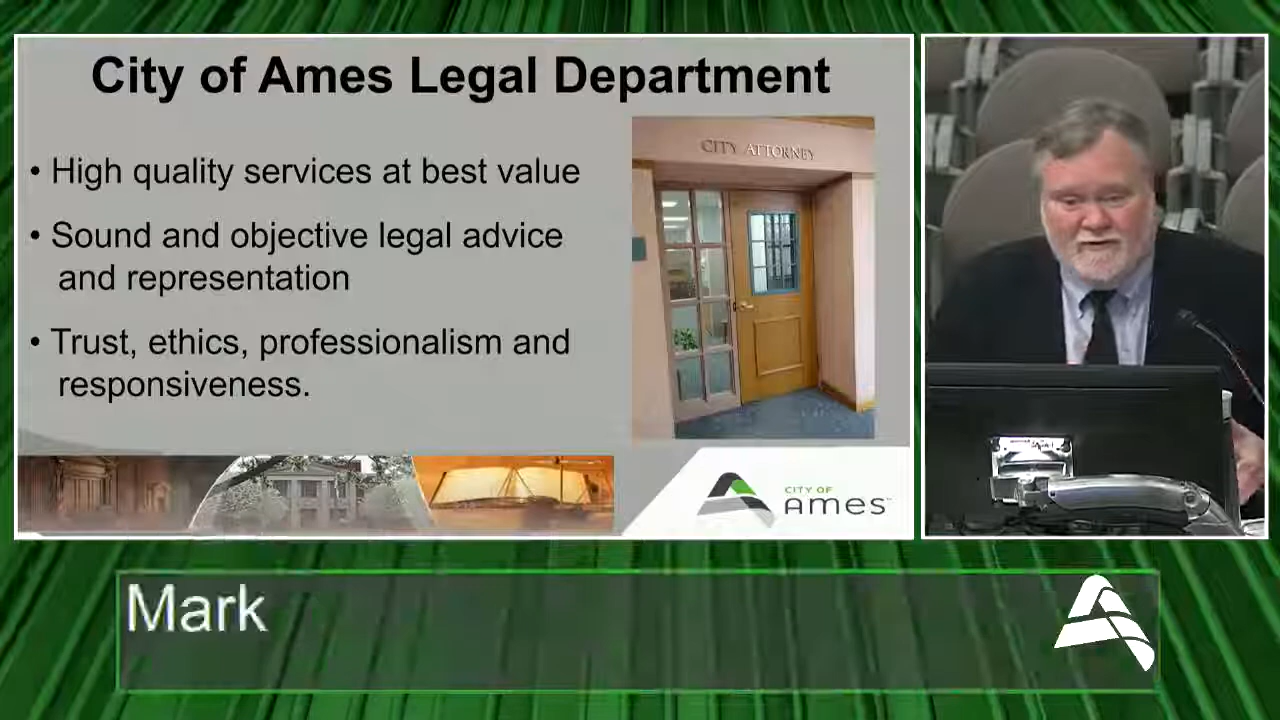 City of Ames Legal Department
• High quality services at best value
• Sound and objective legal advice
and representation
• Trust, ethics, professionalism and
responsiveness.
CITY ATTORNEY
CITY OF
Ames™
Mark